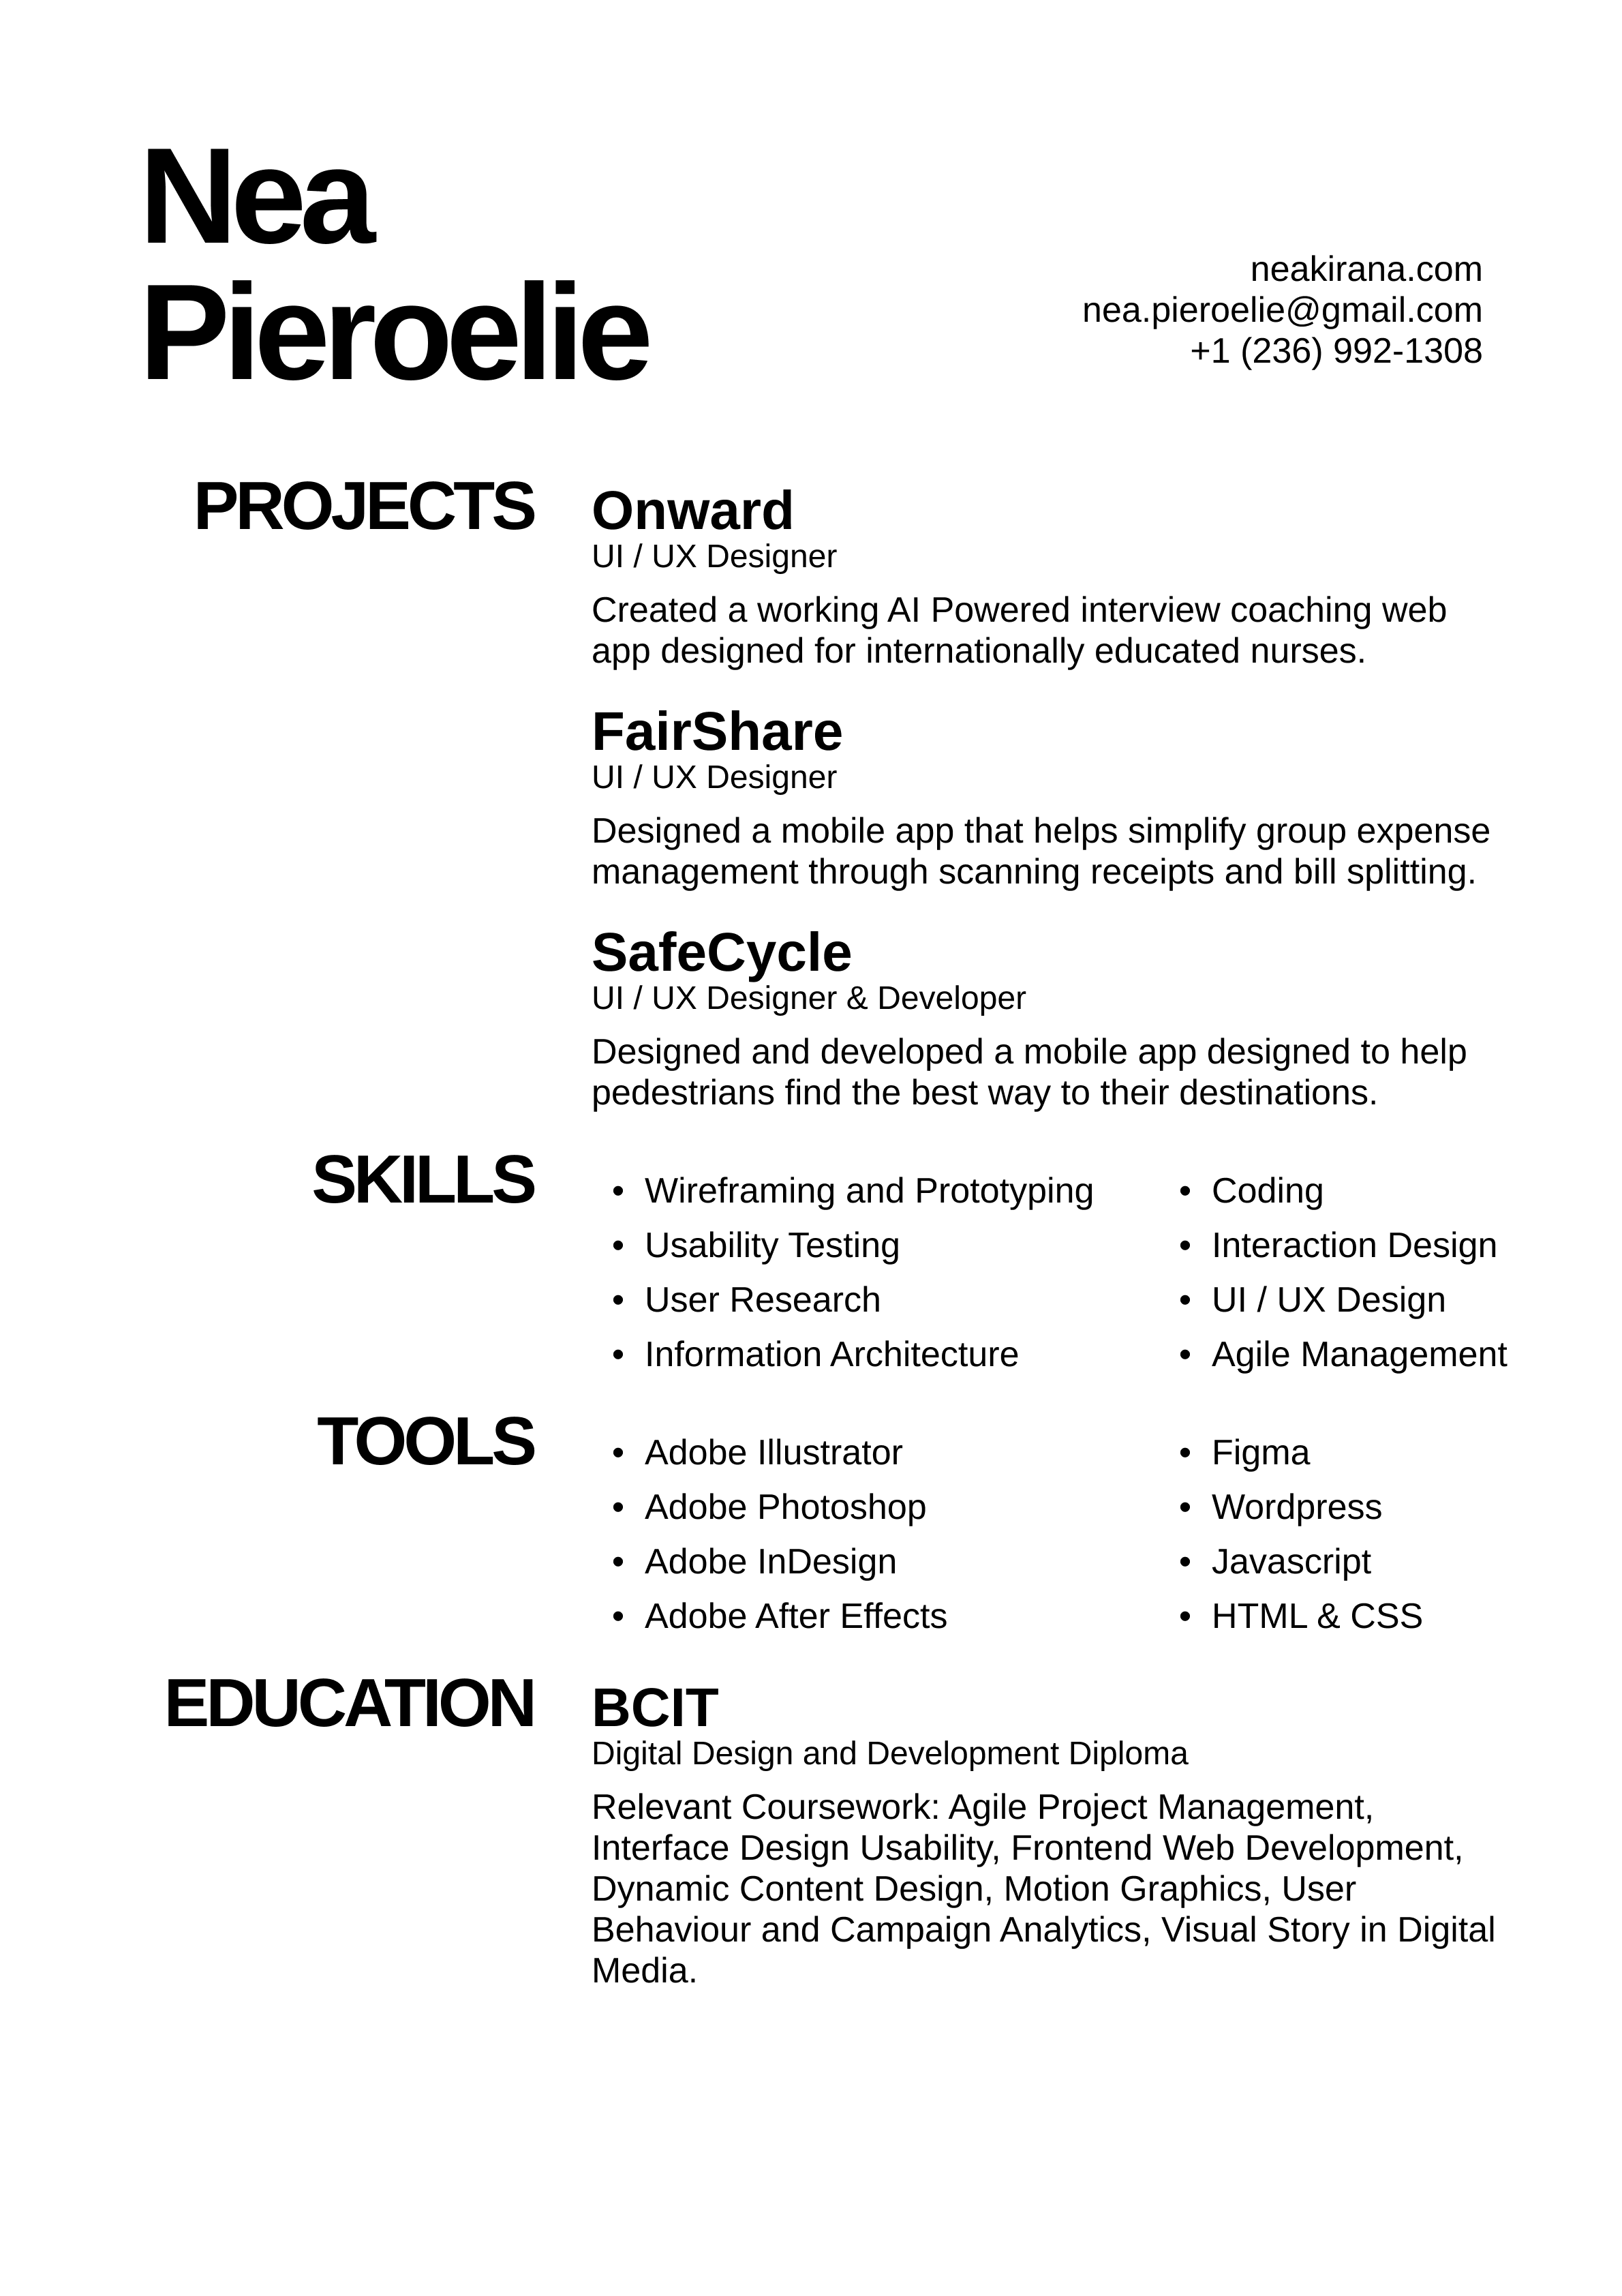 Nea
Pieroelie
neakirana.com
nea.pieroelie@gmail.com
+1 (236) 992-1308
PROJECTS
Onward
UI / UX Designer
Created a working AI Powered interview coaching web
app designed for internationally educated nurses.
FairShare
UI / UX Designer
Designed a mobile app that helps simplify group expense
management through scanning receipts and bill splitting.
SafeCycle
UI / UX Designer & Developer
Designed and developed a mobile app designed to help
pedestrians find the best way to their destinations.
SKILLS
• Wireframing and Prototyping
• Usability Testing
• User Research
• Information Architecture
• Coding
• Interaction Design
• UI / UX Design
• Agile Management
TOOLS
• Adobe Illustrator
• Adobe Photoshop
• Adobe InDesign
• Adobe After Effects
• Figma
• Wordpress
• Javascript
• HTML & CSS
EDUCATION
BCIT
Digital Design and Development Diploma
Relevant Coursework: Agile Project Management,
Interface Design Usability, Frontend Web Development,
Dynamic Content Design, Motion Graphics, User
Behaviour and Campaign Analytics, Visual Story in Digital
Media.